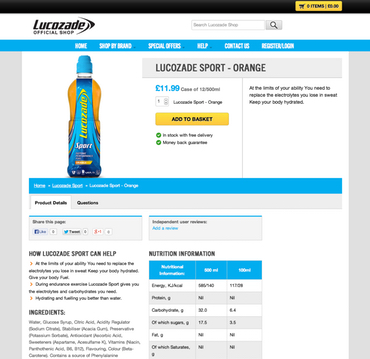 0 ITEMS | £0.00
Lucozade
OFFICIAL SHOP
Search Lucozade Shop
HOME SHOP BY BRAND SPECIAL OFFERS HELP CONTACT US REGISTER/LOGIN
LUCOZADE SPORT - ORANGE
Lucozade
Sport
£11.99 Case of 12/500ml
1 Lucozade Sport - Orange
ADD TO BASKET
In stock with free delivery
Money back guarantee
At the limits of your ability You need to
replace the electrolytes you lose in sweat
Keep your body hydrated.
Home » Lucozade Sport » Lucozade Sport - Orange
Product Details Questions
Share this page:
Like 0 Tweet 0 +1 0
Independent user reviews:
Add a review
HOW LUCOZADE SPORT CAN HELP
At the limits of your ability You need to replace the
electrolytes you lose in sweat Keep your body hydrated.
Give your body Fuel.
During endurance exercise Lucozade Sport gives you
the electrolytes and carbohydrates you need.
Hydrating and fuelling you better than water.
INGREDIENTS:
Water, Glucose Syrup, Citric Acid, Acidity Regulator
(Sodium Citrate), Stabiliser (Acacia Gum), Preservative
(Potassium Sorbate), Antioxidant (Ascorbic Acid),
Sweeteners (Aspartame, Acesulfame K), Vitamins (Niacin,
Pantothenic Acid, B6, B12), Flavouring, Colour (Beta
Carotene). Contains a source of Phenylalanine
NUTRITION INFORMATION
Nutritional Information: 500 ml 100ml
Energy, KJ/kcal 585/140 117/28
Protein, g Nil Nil
Carbohydrate, g 32.0 6.4
Of which sugars, g 17.5 3.5
Fat, g Nil Nil
Of which Saturates, g Nil Nil